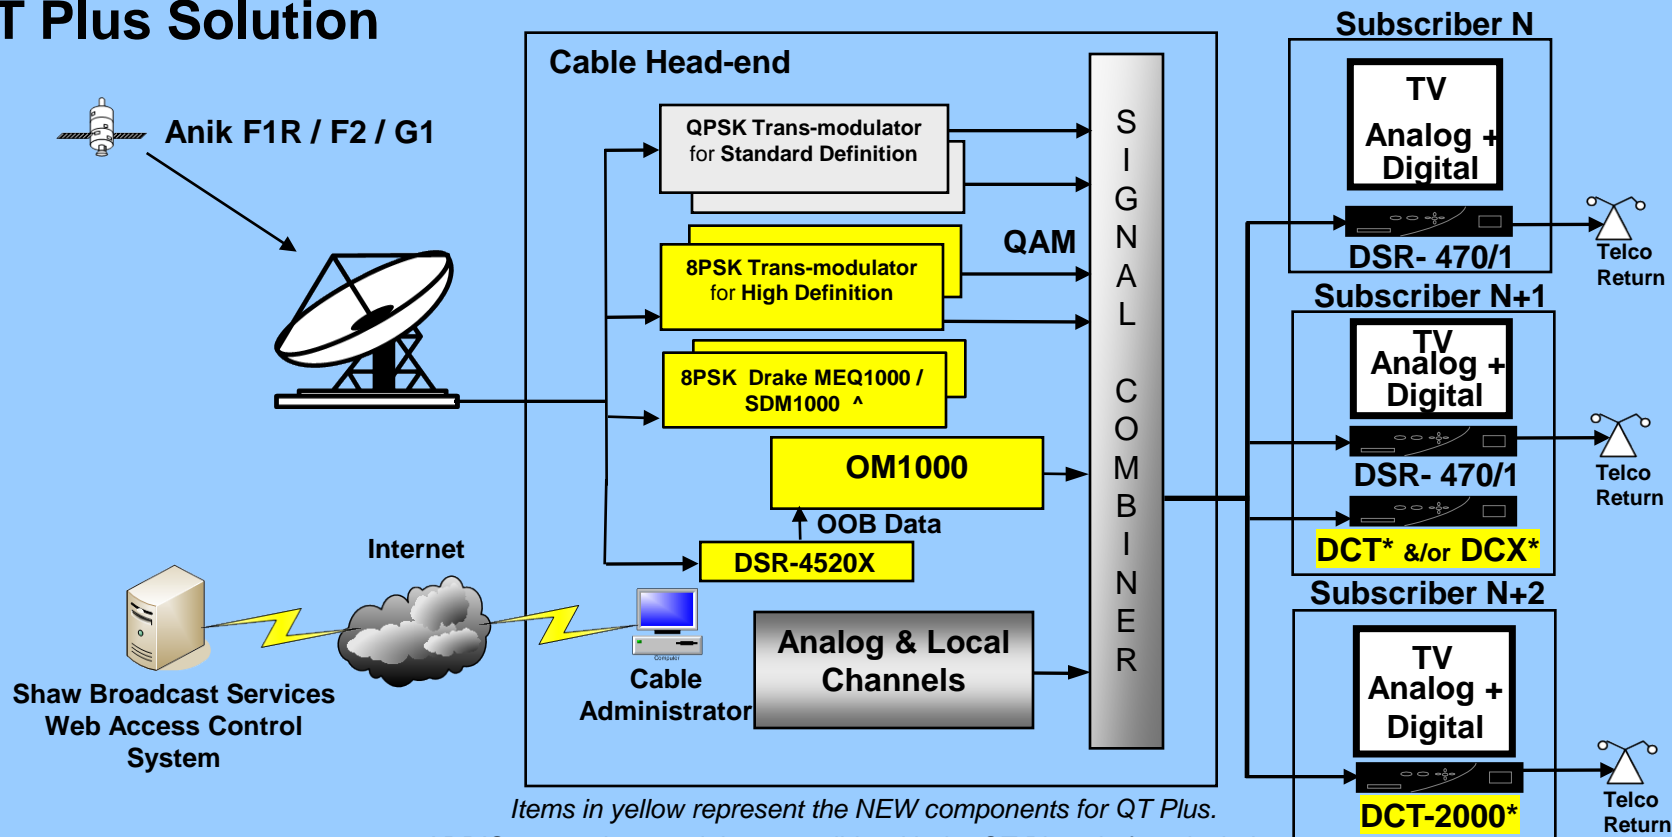 T Plus Solution
Anik F1R / F2 / G1
Cable Head-end
QPSK Trans-modulator
for Standard Definition
8PSK Trans-modulator
for High Definition
QAM
8PSK Drake MEQ1000 /
SDM1000 ^
OM1000
OOB Data
DSR-4520X
Analog & Local
Channels
SIGNAL COMBINER
Internet
Computer
Cable
Administrator
Shaw Broadcast Services
Web Access Control
System
Subscriber N
TV
Analog +
Digital
DSR- 470/1
Telco
Return
Subscriber N+1
TV
Analog +
Digital
DSR- 470/1
Telco
Return
DCT* &/or DCX*
Subscriber N+2
TV
Analog +
Digital
DCT-2000*
Telco
Return
Items in yellow represent the NEW components for QT Plus.